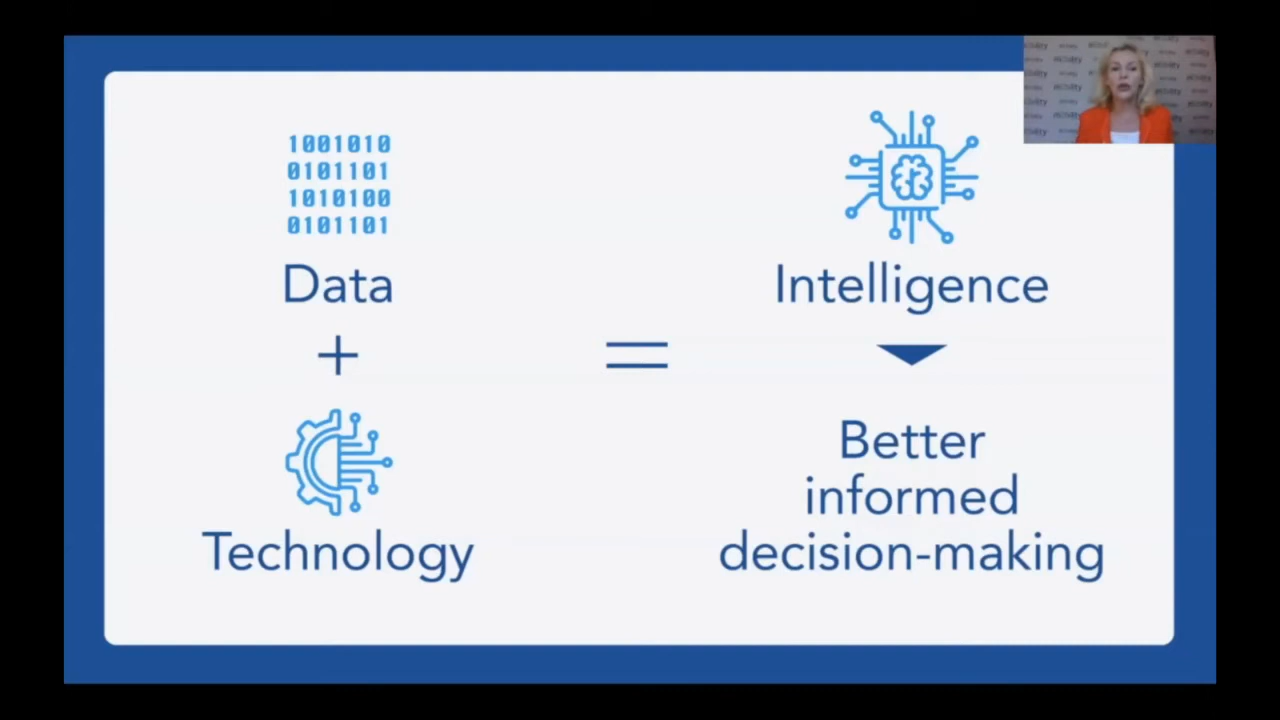 1001010
0101101
1010100
0101101
Data
+
Technology
=
Intelligence
Better
informed
decision-making